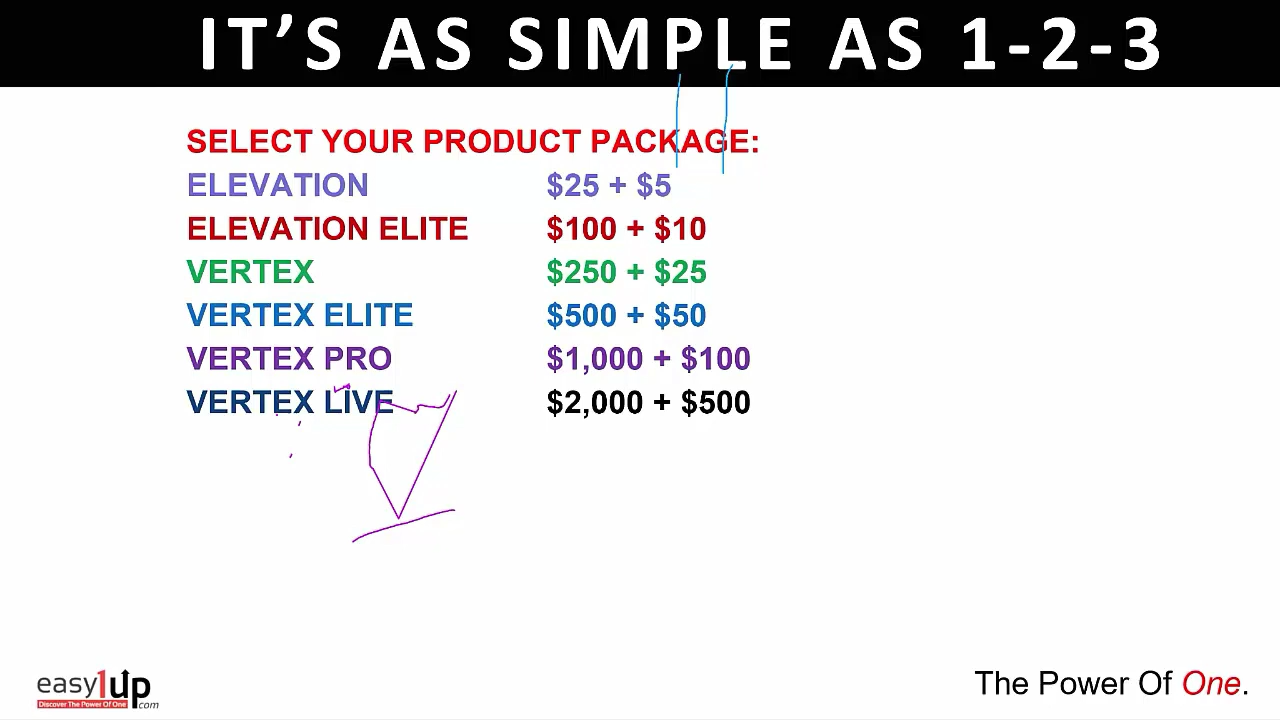 IT’S AS SIMPLE AS 1-2-3
SELECT YOUR PRODUCT PACKAGE:
ELEVATION $25 + $5
ELEVATION ELITE $100 + $10
VERTEX $250 + $25
VERTEX ELITE $500 + $50
VERTEX PRO $1,000 + $100
VERTEX LIVE $2,000 + $500
easy1up.com
Discover The Power Of One
The Power Of One.